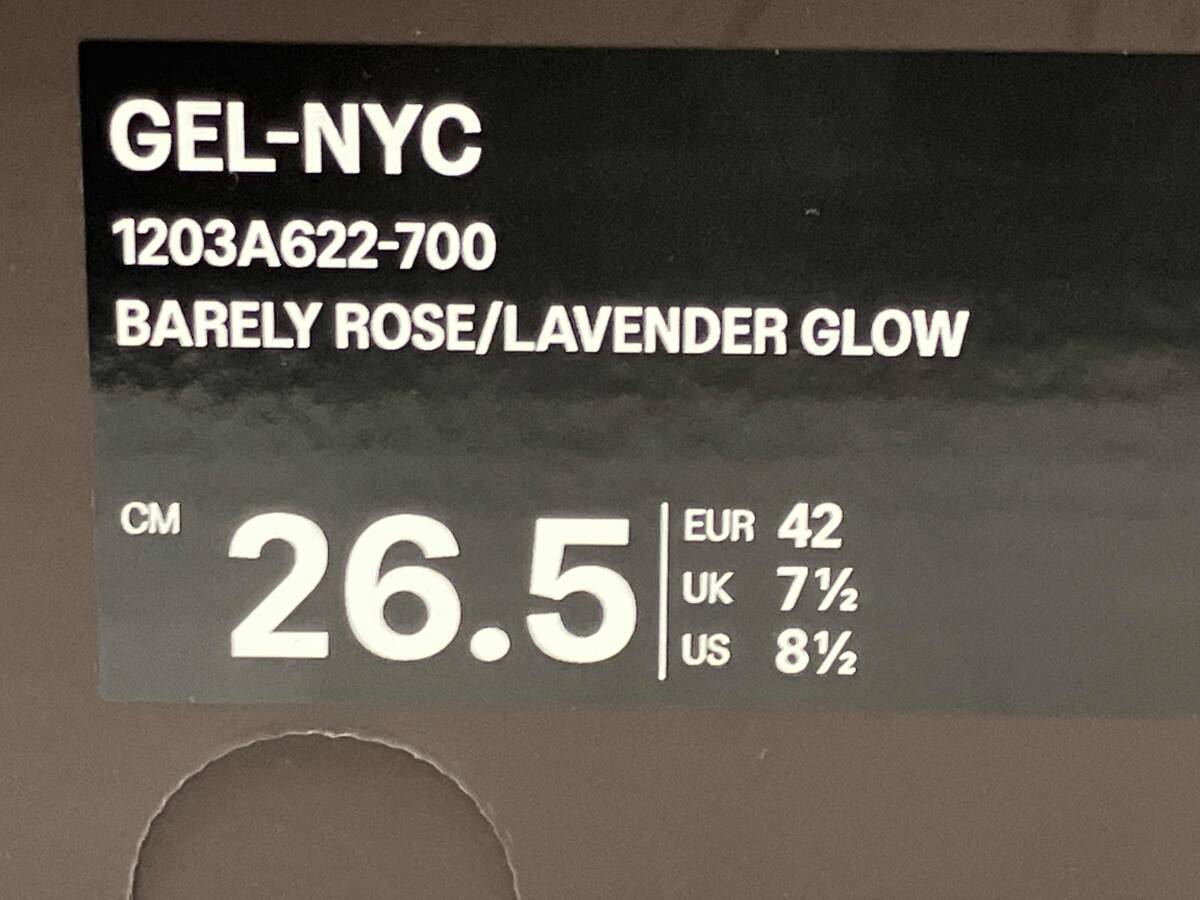 GEL-NYC
1203A622-700
BARELY ROSE/LAVENDER GLOW
CM 26.5
EUR 42
UK 7½
US 8½